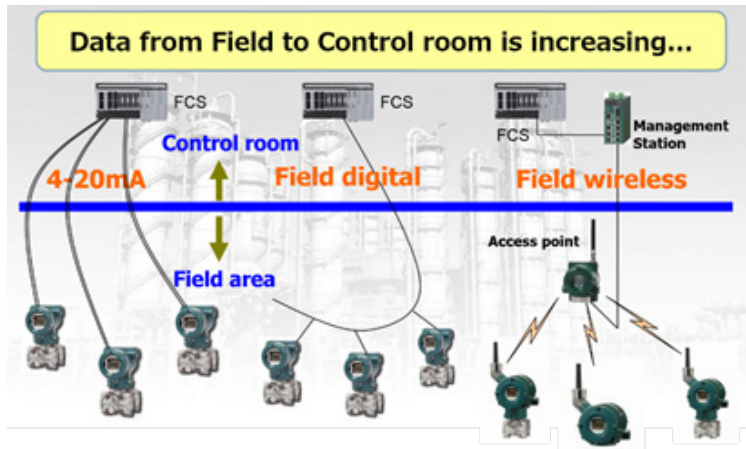 Data from Field to Control room is increasing...
FCS
FCS
FCS
Management
Station
Control room
4-20mA
Field digital
Field wireless
Access point
Field area